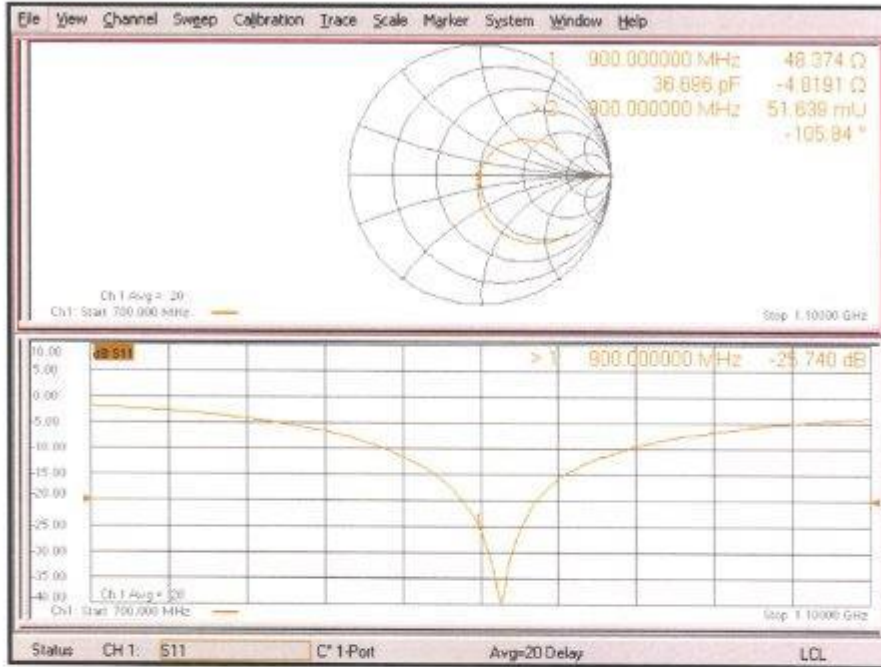 File View Channel Sweep Calibration Trace Scale Marker System Window Help
1 900.000000 MHz 48.374 Ω
36.696 pF -4.8191 Ω
> 2 900.000000 MHz 51.639 mU
-105.84 °
Ch 1 Avg = 20
Ch1: Start 700.000 MHz
Stop 1.10000 GHz
10.00
dB S11
> 1 900.000000 MHz -25.740 dB
5.00
0.00
-5.00
-10.00
-15.00
-20.00
-25.00
-30.00
-35.00
-40.00
Ch 1 Avg = 20
Ch1: Start 700.000 MHz
Stop 1.10000 GHz
Status CH 1: S11 C* 1-Port Avg=20 Delay LCL